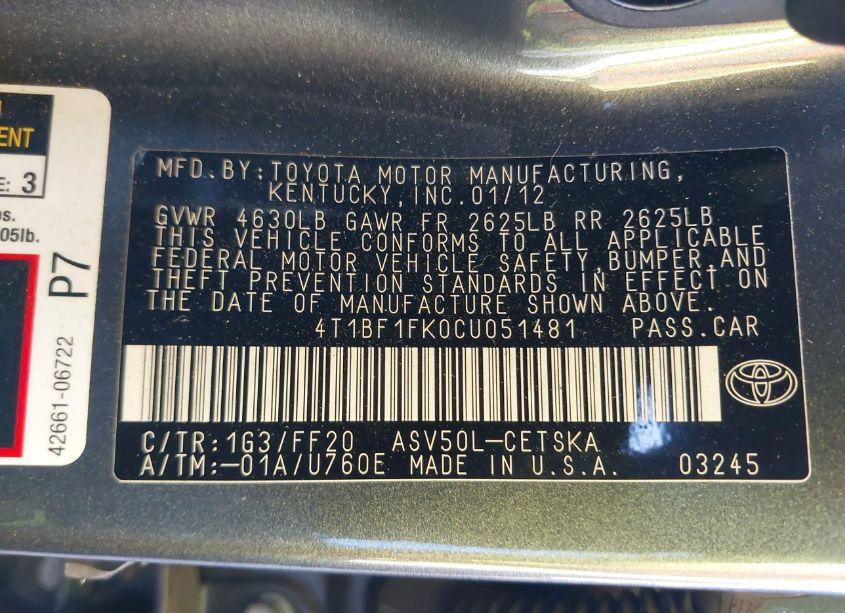 ENT
E: 3
os.
05lb.
P7
42661-06722
MFD.BY:TOYOTA MOTOR MANUFACTURING,
KENTUCKY,INC.01/12
GVWR 4630LB GAWR FR 2625LB RR 2625LB
THIS VEHICLE CONFORMS TO ALL APPLICABLE
FEDERAL MOTOR VEHICLE SAFETY,BUMPER,AND
THEFT PREVENTION STANDARDS IN EFFECT ON
THE DATE OF MANUFACTURE SHOWN ABOVE.
4T1BF1FK0CU051481 PASS.CAR
C/TR:1G3/FF20 ASV50L-CETSKA
A/TM:-01A/U760E MADE IN U.S.A. 03245